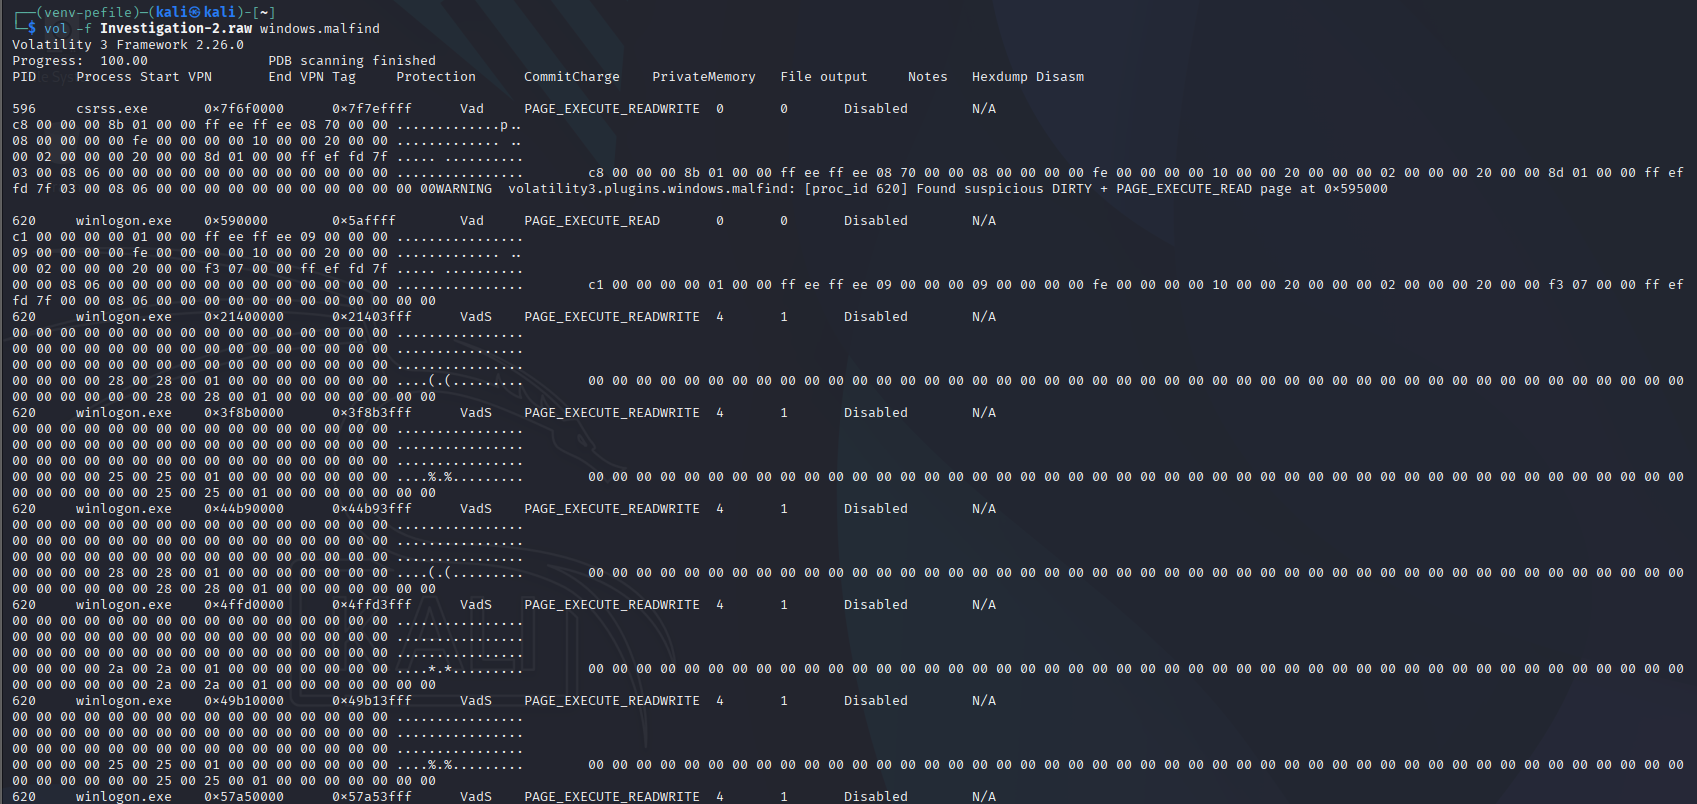 ┌──(venv-pefile)─(kali㉿kali)-[~]
└─$ vol -f Investigation-2.raw windows.malfind
Volatility 3 Framework 2.26.0
Progress:  100.00               PDB scanning finished
PID     Process Start VPN       End VPN Tag     Protection      CommitCharge    PrivateMemory   File output     Notes   Hexdump Disasm
596     csrss.exe       0×7f6f0000      0×7f7effff      Vad     PAGE_EXECUTE_READWRITE  0       0       Disabled        N/A
c8 00 00 00 8b 01 00 00 ff ee ff ee 08 70 00 00 .............p..
08 00 00 00 00 fe 00 00 00 00 10 00 00 20 00 00 ............. ..
00 02 00 00 00 20 00 00 8d 01 00 00 ff ef fd 7f ..... ..........
03 00 08 06 00 00 00 00 00 00 00 00 00 00 00 00 ................        c8 00 00 00 8b 01 00 00 ff ee ff ee 08 70 00 00 08 00 00 00 00 fe 00 00 00 00 10 00 00 20 00 00 00 02 00 00 00 20 00 00 8d 01 00 00 ff ef
fd 7f 03 00 08 06 00 00 00 00 00 00 00 00 00 00 00 00WARNING  volatility3.plugins.windows.malfind: [proc_id 620] Found suspicious DIRTY + PAGE_EXECUTE_READ page at 0×595000
620     winlogon.exe    0×590000        0×5affff        Vad     PAGE_EXECUTE_READ       0       0       Disabled        N/A
c1 00 00 00 00 01 00 00 ff ee ff ee 09 00 00 00 ................
09 00 00 00 00 fe 00 00 00 00 10 00 00 20 00 00 ............. ..
00 02 00 00 00 20 00 00 f3 07 00 00 ff ef fd 7f ..... ..........
00 00 08 06 00 00 00 00 00 00 00 00 00 00 00 00 ................        c1 00 00 00 00 01 00 00 ff ee ff ee 09 00 00 00 09 00 00 00 00 fe 00 00 00 00 10 00 00 20 00 00 00 02 00 00 00 20 00 00 f3 07 00 00 ff ef
fd 7f 00 00 08 06 00 00 00 00 00 00 00 00 00 00 00 00
620     winlogon.exe    0×21400000      0×21403fff      VadS    PAGE_EXECUTE_READWRITE  4       1       Disabled        N/A
00 00 00 00 00 00 00 00 00 00 00 00 00 00 00 00 ................
00 00 00 00 00 00 00 00 00 00 00 00 00 00 00 00 ................
00 00 00 00 00 00 00 00 00 00 00 00 00 00 00 00 ................
00 00 00 00 28 00 28 00 01 00 00 00 00 00 00 00 ....(.(.........        00 00 00 00 00 00 00 00 00 00 00 00 00 00 00 00 00 00 00 00 00 00 00 00 00 00 00 00 00 00 00 00 00 00 00 00 00 00 00 00 00 00 00 00 00 00
00 00 00 00 00 00 28 00 28 00 01 00 00 00 00 00 00 00
620     winlogon.exe    0×3f8b0000      0×3f8b3fff      VadS    PAGE_EXECUTE_READWRITE  4       1       Disabled        N/A
00 00 00 00 00 00 00 00 00 00 00 00 00 00 00 00 ................
00 00 00 00 00 00 00 00 00 00 00 00 00 00 00 00 ................
00 00 00 00 00 00 00 00 00 00 00 00 00 00 00 00 ................
00 00 00 00 25 00 25 00 01 00 00 00 00 00 00 00 ....%.%.........        00 00 00 00 00 00 00 00 00 00 00 00 00 00 00 00 00 00 00 00 00 00 00 00 00 00 00 00 00 00 00 00 00 00 00 00 00 00 00 00 00 00 00 00 00 00
00 00 00 00 00 00 25 00 25 00 01 00 00 00 00 00 00 00
620     winlogon.exe    0×44b90000      0×44b93fff      VadS    PAGE_EXECUTE_READWRITE  4       1       Disabled        N/A
00 00 00 00 00 00 00 00 00 00 00 00 00 00 00 00 ................
00 00 00 00 00 00 00 00 00 00 00 00 00 00 00 00 ................
00 00 00 00 00 00 00 00 00 00 00 00 00 00 00 00 ................
00 00 00 00 28 00 28 00 01 00 00 00 00 00 00 00 ....(.(.........        00 00 00 00 00 00 00 00 00 00 00 00 00 00 00 00 00 00 00 00 00 00 00 00 00 00 00 00 00 00 00 00 00 00 00 00 00 00 00 00 00 00 00 00 00 00
00 00 00 00 00 00 28 00 28 00 01 00 00 00 00 00 00 00
620     winlogon.exe    0×4ffd0000      0×4ffd3fff      VadS    PAGE_EXECUTE_READWRITE  4       1       Disabled        N/A
00 00 00 00 00 00 00 00 00 00 00 00 00 00 00 00 ................
00 00 00 00 00 00 00 00 00 00 00 00 00 00 00 00 ................
00 00 00 00 00 00 00 00 00 00 00 00 00 00 00 00 ................
00 00 00 00 2a 00 2a 00 01 00 00 00 00 00 00 00 ....*.*.........        00 00 00 00 00 00 00 00 00 00 00 00 00 00 00 00 00 00 00 00 00 00 00 00 00 00 00 00 00 00 00 00 00 00 00 00 00 00 00 00 00 00 00 00 00 00
00 00 00 00 00 00 2a 00 2a 00 01 00 00 00 00 00 00 00
620     winlogon.exe    0×49b10000      0×49b13fff      VadS    PAGE_EXECUTE_READWRITE  4       1       Disabled        N/A
00 00 00 00 00 00 00 00 00 00 00 00 00 00 00 00 ................
00 00 00 00 00 00 00 00 00 00 00 00 00 00 00 00 ................
00 00 00 00 00 00 00 00 00 00 00 00 00 00 00 00 ................
00 00 00 00 25 00 25 00 01 00 00 00 00 00 00 00 ....%.%.........        00 00 00 00 00 00 00 00 00 00 00 00 00 00 00 00 00 00 00 00 00 00 00 00 00 00 00 00 00 00 00 00 00 00 00 00 00 00 00 00 00 00 00 00 00 00
00 00 00 00 00 00 25 00 25 00 01 00 00 00 00 00 00 00
620     winlogon.exe    0×57a50000      0×57a53fff      VadS    PAGE_EXECUTE_READWRITE  4       1       Disabled        N/A
KALI